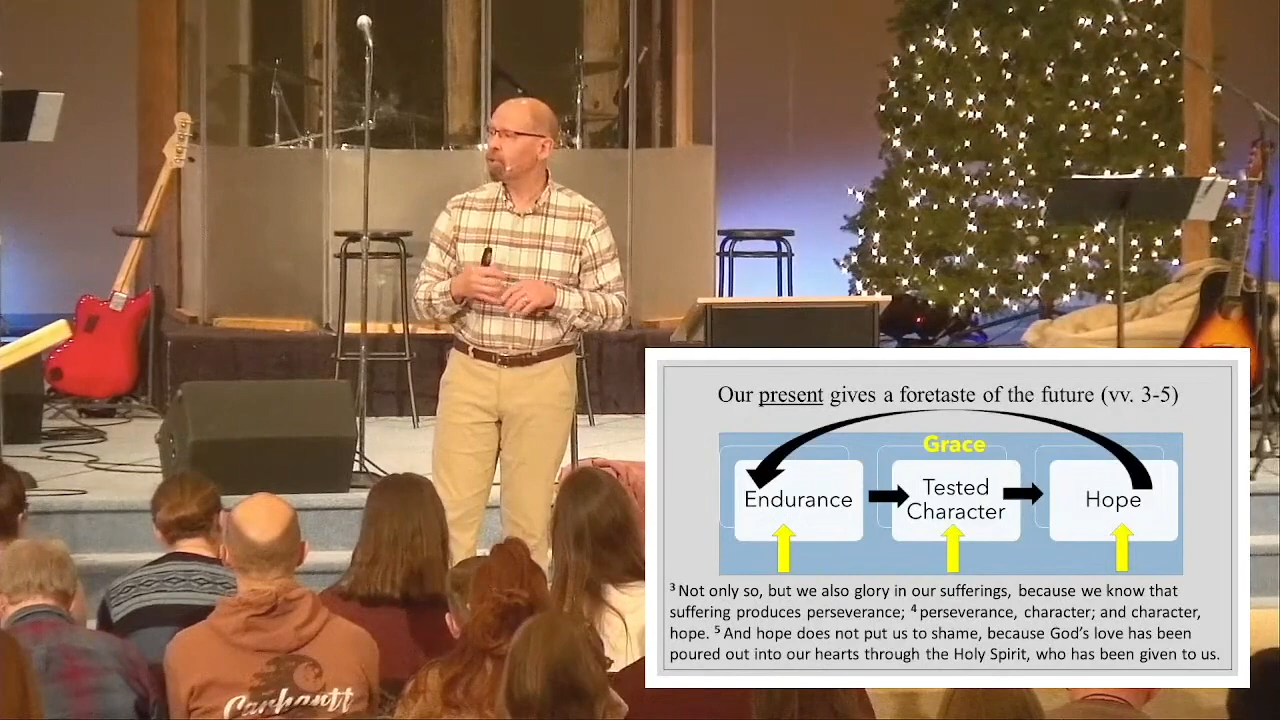 Our present gives a foretaste of the future (vv. 3-5)
Grace
Endurance
Tested
Character
Hope
³ Not only so, but we also glory in our sufferings, because we know that
suffering produces perseverance; ⁴ perseverance, character; and character,
hope. ⁵ And hope does not put us to shame, because God's love has been
poured out into our hearts through the Holy Spirit, who has been given to us.
Carhartt